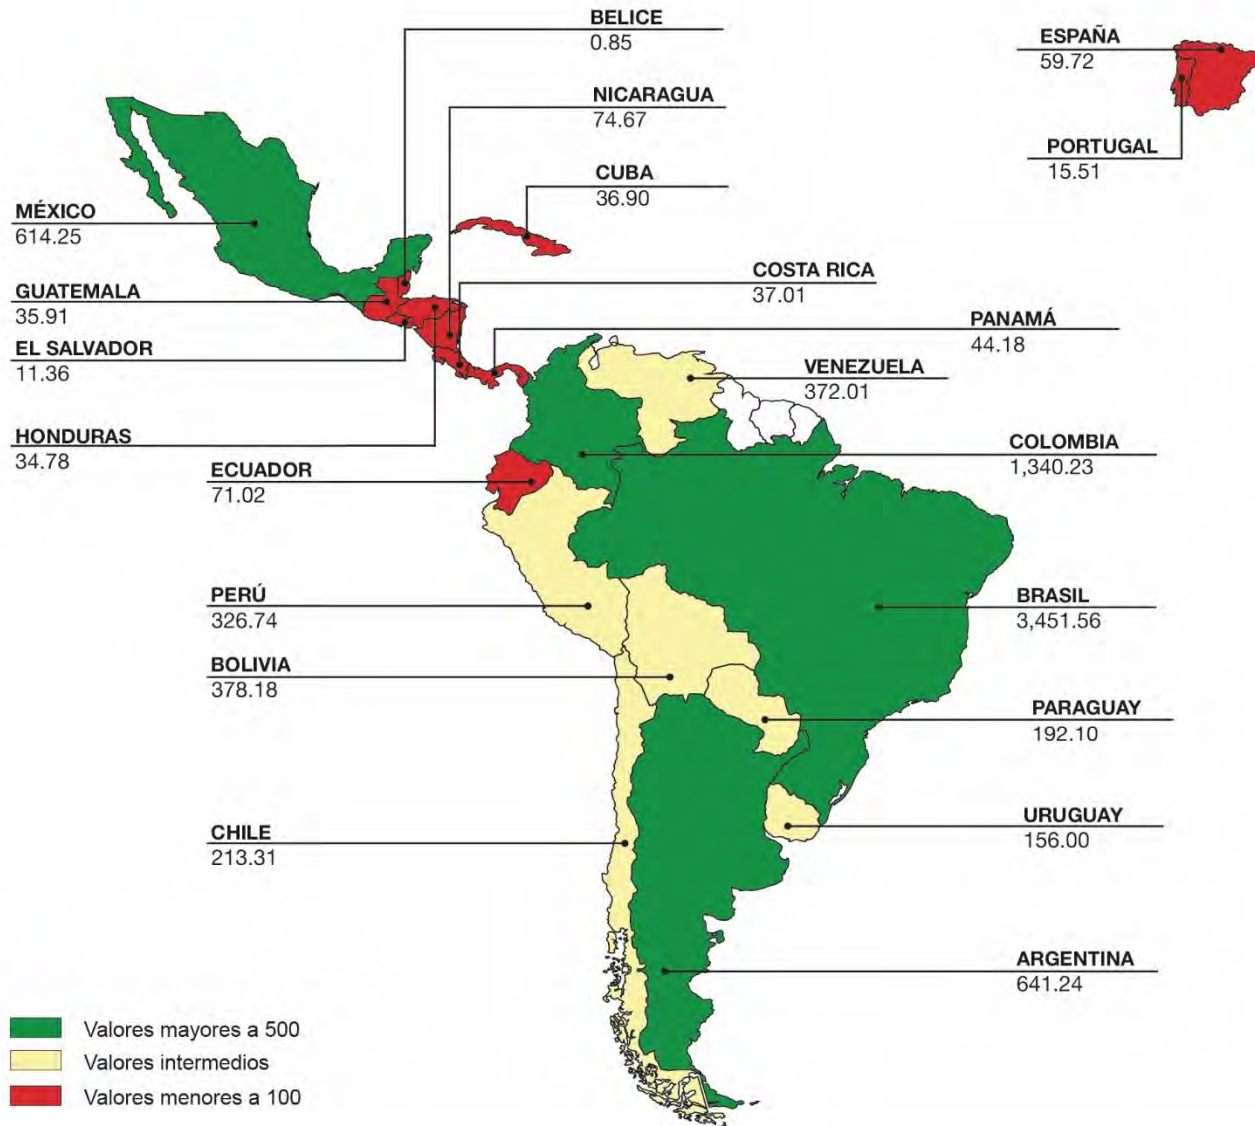 BELICE
0.85
ESPAÑA
59.72
NICARAGUA
74.67
PORTUGAL
15.51
CUBA
36.90
MÉXICO
614.25
COSTA RICA
37.01
GUATEMALA
35.91
PANAMÁ
44.18
EL SALVADOR
11.36
VENEZUELA
372.01
HONDURAS
34.78
COLOMBIA
1,340.23
ECUADOR
71.02
PERÚ
326.74
BRASIL
3,451.56
BOLIVIA
378.18
PARAGUAY
192.10
CHILE
213.31
URUGUAY
156.00
ARGENTINA
641.24
Valores mayores a 500
Valores intermedios
Valores menores a 100